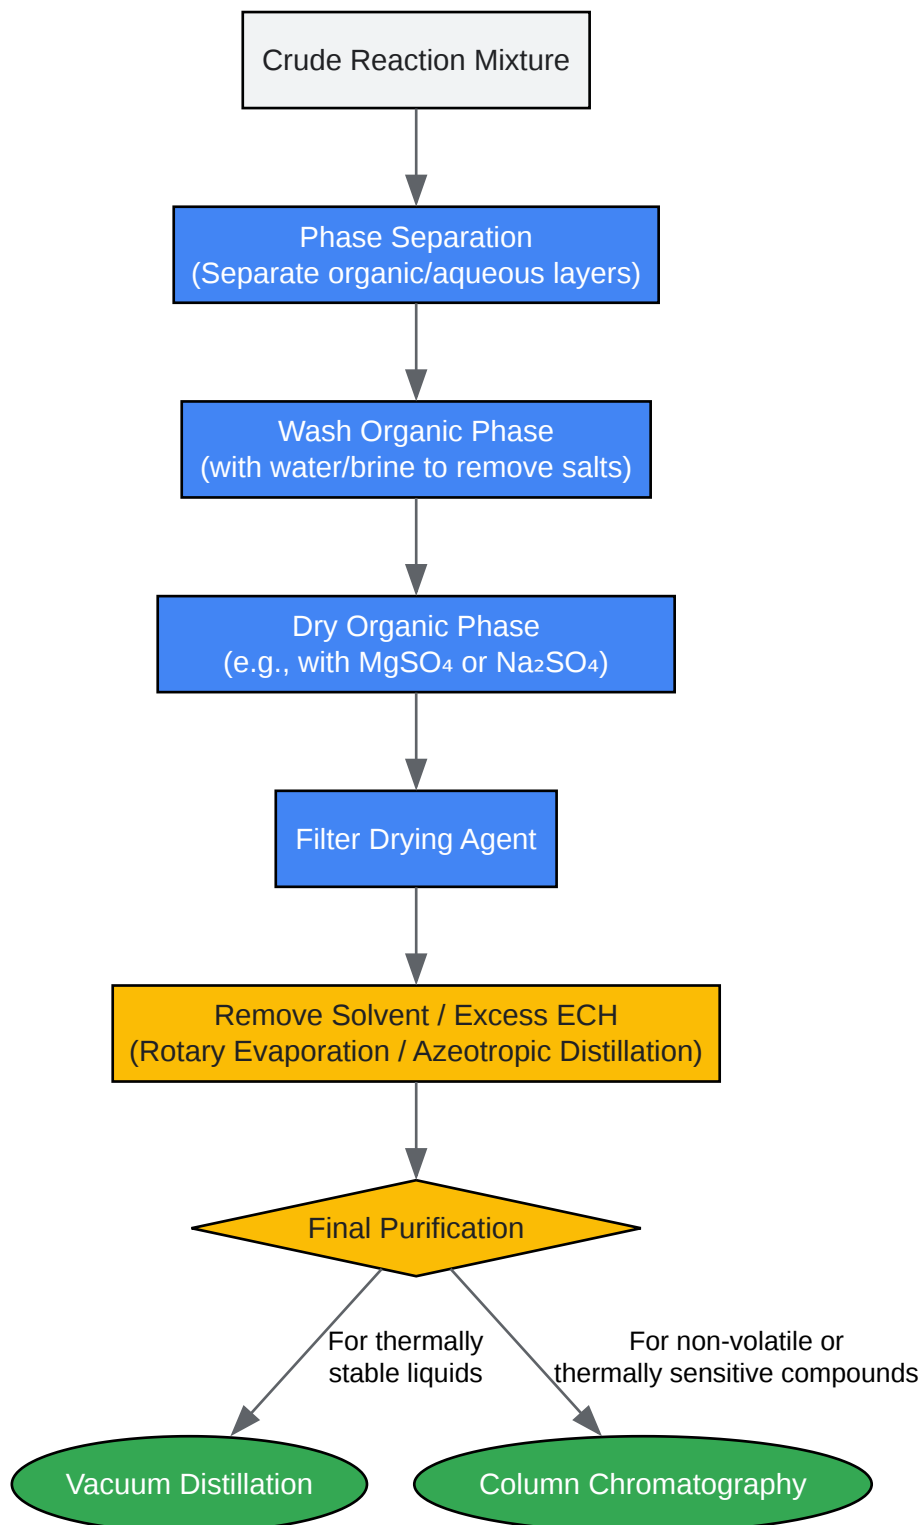 Crude Reaction Mixture
Phase Separation
(Separate organic/aqueous layers)
Wash Organic Phase
(with water/brine to remove salts)
Dry Organic Phase
(e.g., with MgSO₄ or Na₂SO₄)
Filter Drying Agent
Remove Solvent / Excess ECH
(Rotary Evaporation / Azeotropic Distillation)
Final Purification
For thermally
stable liquids
For non-volatile or
thermally sensitive compounds
Vacuum Distillation
Column Chromatography